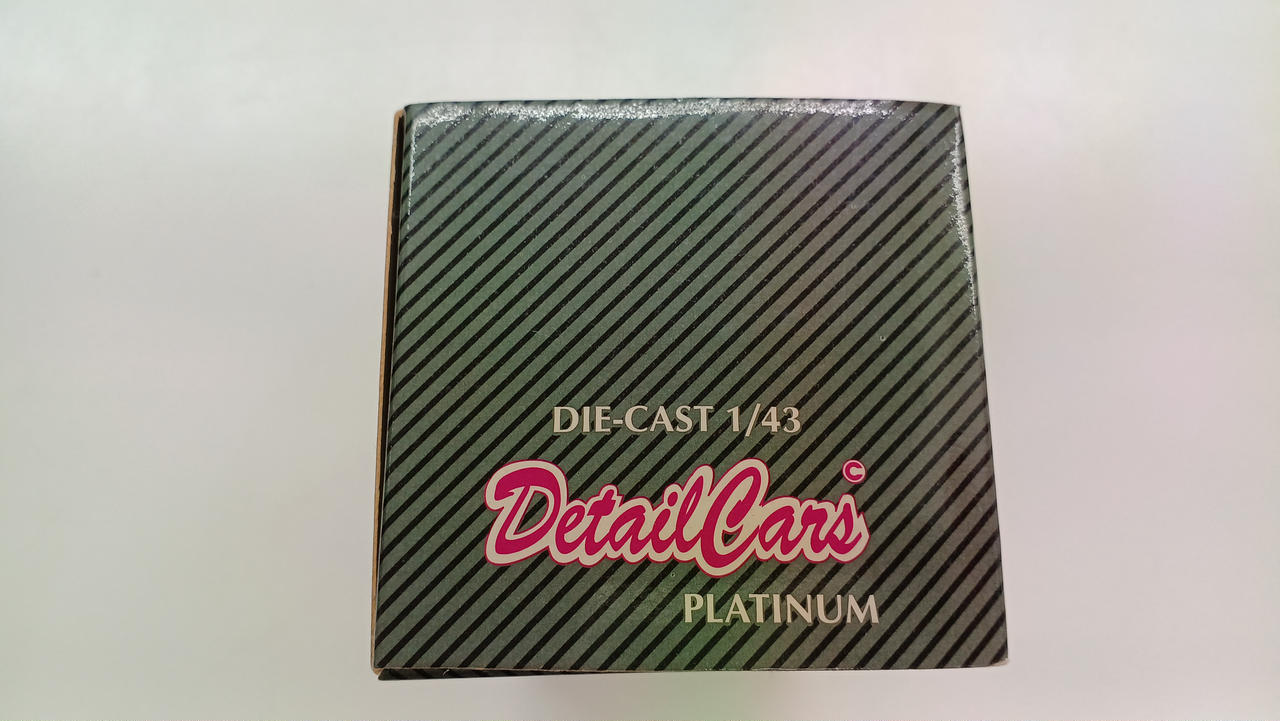 DIE-CAST 1/43
DetailCars©
PLATINUM